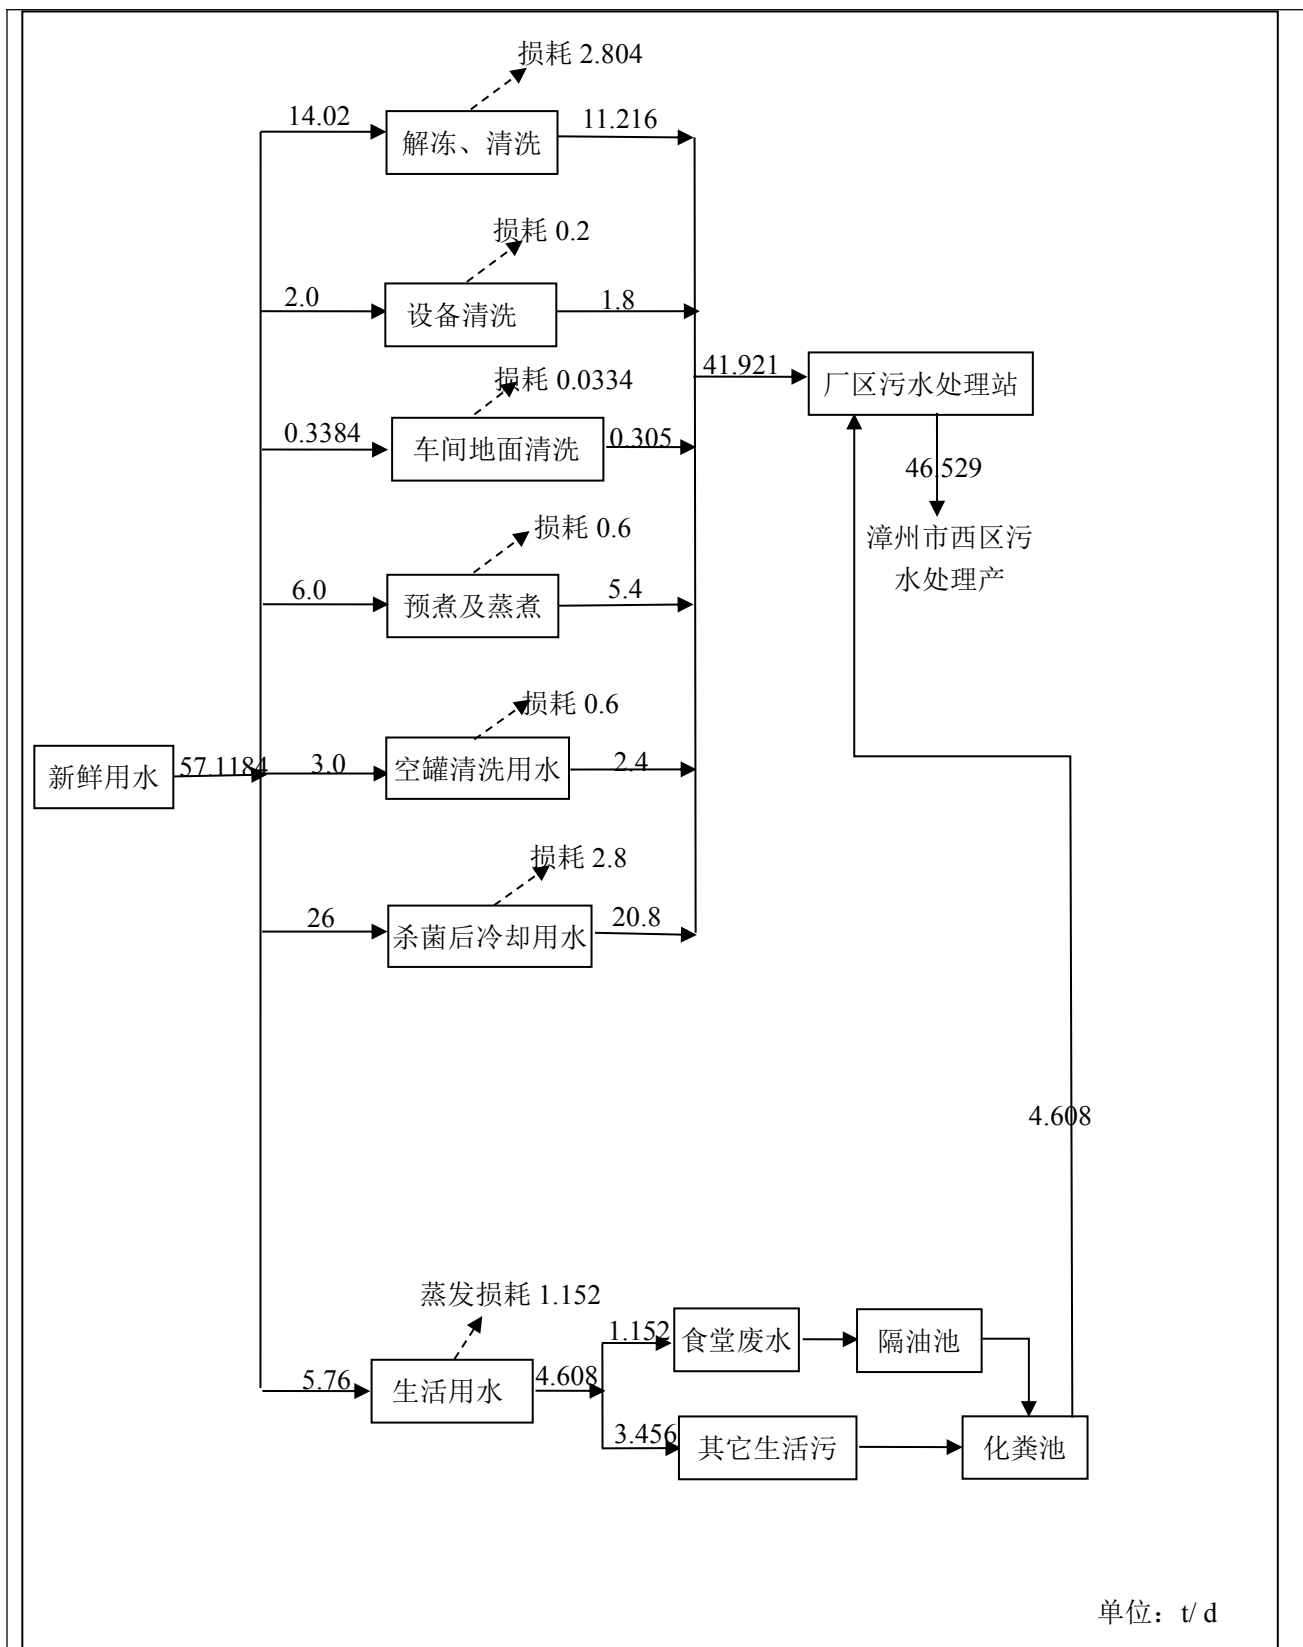 损耗 2.804
14.02
解冻、清洗
11.216
损耗 0.2
2.0
设备清洗
1.8
损耗 0.0334
0.3384
车间地面清洗
0.305
41.921
厂区污水处理站
46.529
漳州市西区污
水处理产
损耗 0.6
6.0
预煮及蒸煮
5.4
损耗 0.6
新鲜用水
57.1184
3.0
空罐清洗用水
2.4
损耗 2.8
26
杀菌后冷却用水
20.8
4.608
蒸发损耗 1.152
5.76
生活用水
4.608
1.152
食堂废水
隔油池
3.456
其它生活污
化粪池
单位：t/ d